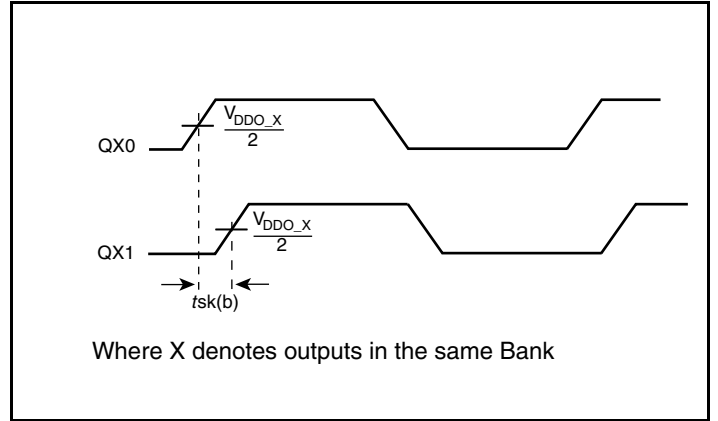 QX0
V_DDO_X
2
QX1
V_DDO_X
2
tsk(b)
Where X denotes outputs in the same Bank